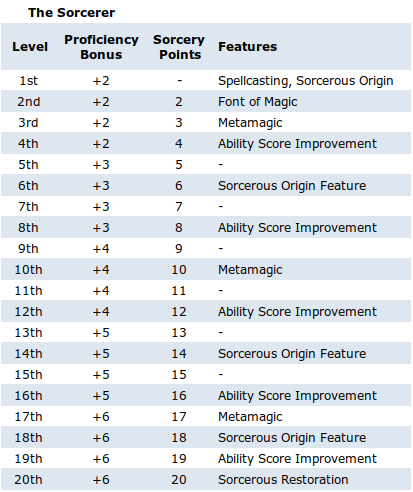 The Sorcerer
Level Proficiency Bonus Sorcery Points Features
1st +2 - Spellcasting, Sorcerous Origin
2nd +2 2 Font of Magic
3rd +2 3 Metamagic
4th +2 4 Ability Score Improvement
5th +3 5 -
6th +3 6 Sorcerous Origin Feature
7th +3 7 -
8th +3 8 Ability Score Improvement
9th +4 9 -
10th +4 10 Metamagic
11th +4 11 -
12th +4 12 Ability Score Improvement
13th +5 13 -
14th +5 14 Sorcerous Origin Feature
15th +5 15 -
16th +5 16 Ability Score Improvement
17th +6 17 Metamagic
18th +6 18 Sorcerous Origin Feature
19th +6 19 Ability Score Improvement
20th +6 20 Sorcerous Restoration